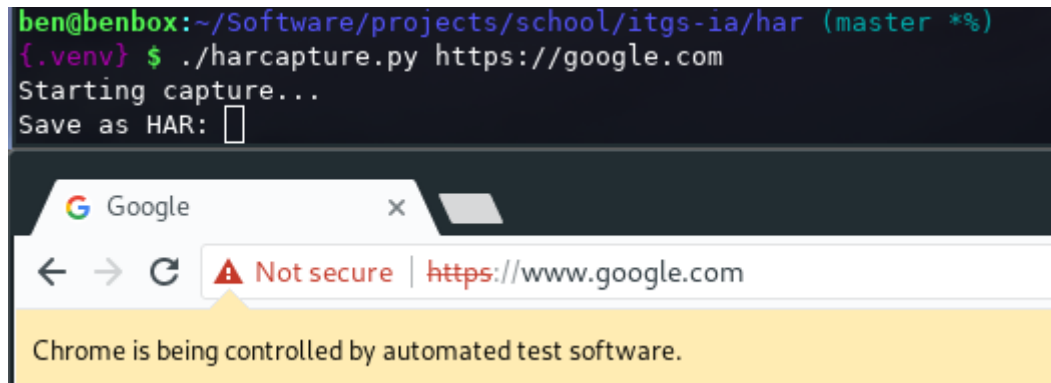 ben@benbox:~/Software/projects/school/itgs-ia/har (master *%)
{.venv} $ ./harcapture.py https://google.com
Starting capture...
Save as HAR:
Google
Not secure | https://www.google.com
Chrome is being controlled by automated test software.